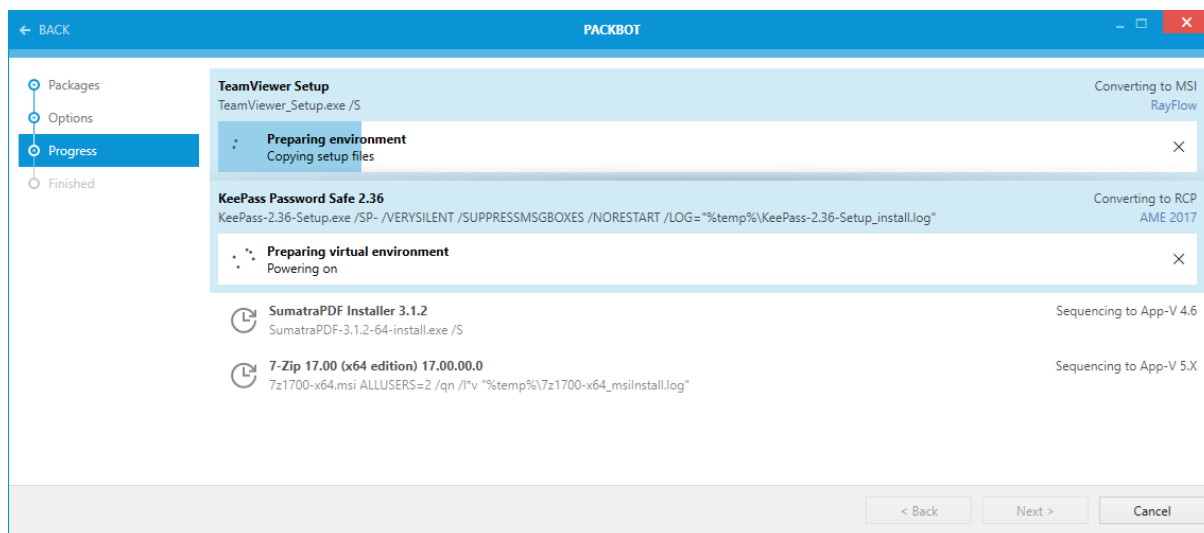 ← BACK
PACKBOT
Packages
Options
Progress
Finished
TeamViewer Setup
Converting to MSI
TeamViewer_Setup.exe /S
RayFlow
Preparing environment
Copying setup files
KeePass Password Safe 2.36
Converting to RCP
KeePass-2.36-Setup.exe /SP- /VERYSILENT /SUPPRESSMSGBOXES /NORESTART /LOG="%temp%\KeePass-2.36-Setup_install.log"
AME 2017
Preparing virtual environment
Powering on
SumatraPDF Installer 3.1.2
Sequencing to App-V 4.6
SumatraPDF-3.1.2-64-install.exe /S
7-Zip 17.00 (x64 edition) 17.00.00.0
Sequencing to App-V 5.X
7z1700-x64.msi ALLUSERS=2 /qn /l*v "%temp%\7z1700-x64_msiInstall.log"
< Back
Next >
Cancel